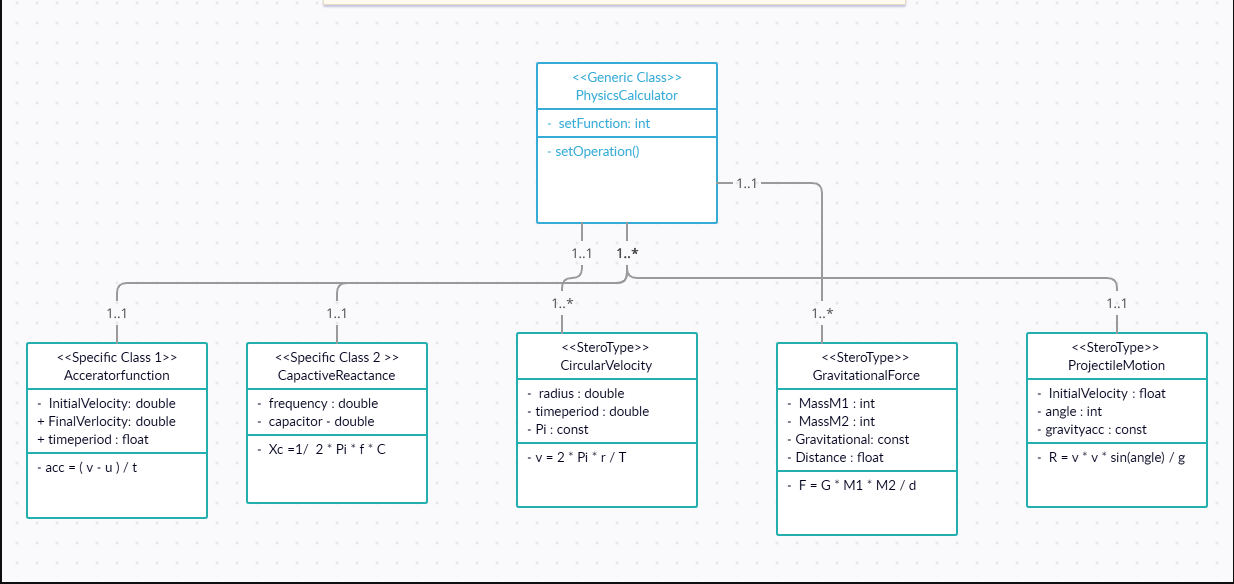 <<Generic Class>>
PhysicsCalculator
- setFunction: int
- setOperation()
1..1
1..1
1..*
1..1
1..1
1..*
1..*
1..1
<<Specific Class 1>>
Acceratorfunction
- InitialVelocity: double
+ FinalVerlocity: double
+ timeperiod : float
- acc = ( v - u ) / t
<<Specific Class 2 >>
CapactiveReactance
- frequency : double
- capacitor - double
- Xc =1/ 2 * Pi * f * C
<<SteroType>>
CircularVelocity
- radius : double
- timeperiod : double
- Pi : const
- v = 2 * Pi * r / T
<<SteroType>>
GravitationalForce
- MassM1 : int
- MassM2 : int
- Gravitational: const
- Distance : float
- F = G * M1 * M2 / d
<<SteroType>>
ProjectileMotion
- InitialVelocity : float
- angle : int
- gravityacc : const
- R = v * v * sin(angle) / g